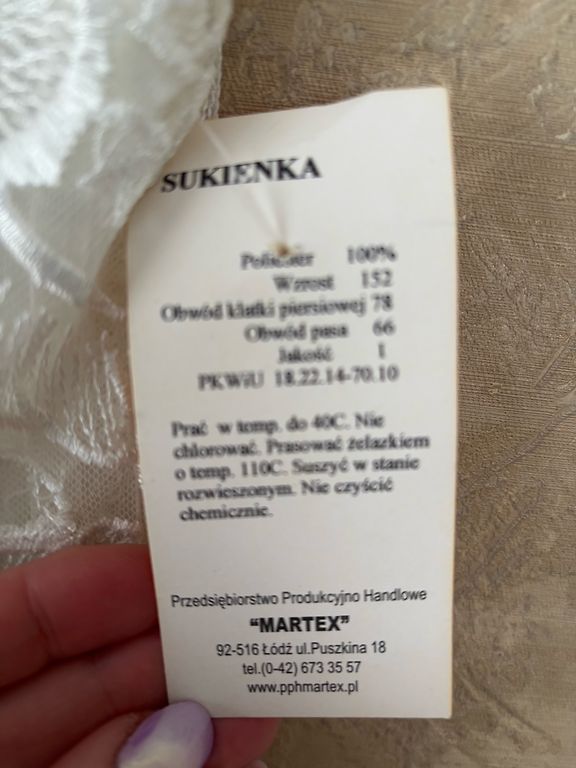 SUKIENKA
Poliester 100%
Wzrost 152
Obwód klatki piersiowej 78
Obwód pasa 66
Jakość 1
PKWiU 18.22.14-70.10
Prać w temp. do 40C. Nie
chlorować. Prasować żelazkiem
o temp. 110C. Suszyć w stanie
rozwieszonym. Nie czyścić
chemicznie.
Przedsiębiorstwo Produkcyjno Handlowe
“MARTEX”
92-516 Łódź ul.Puszkina 18
tel.(0-42) 673 35 57
www.pphmartex.pl